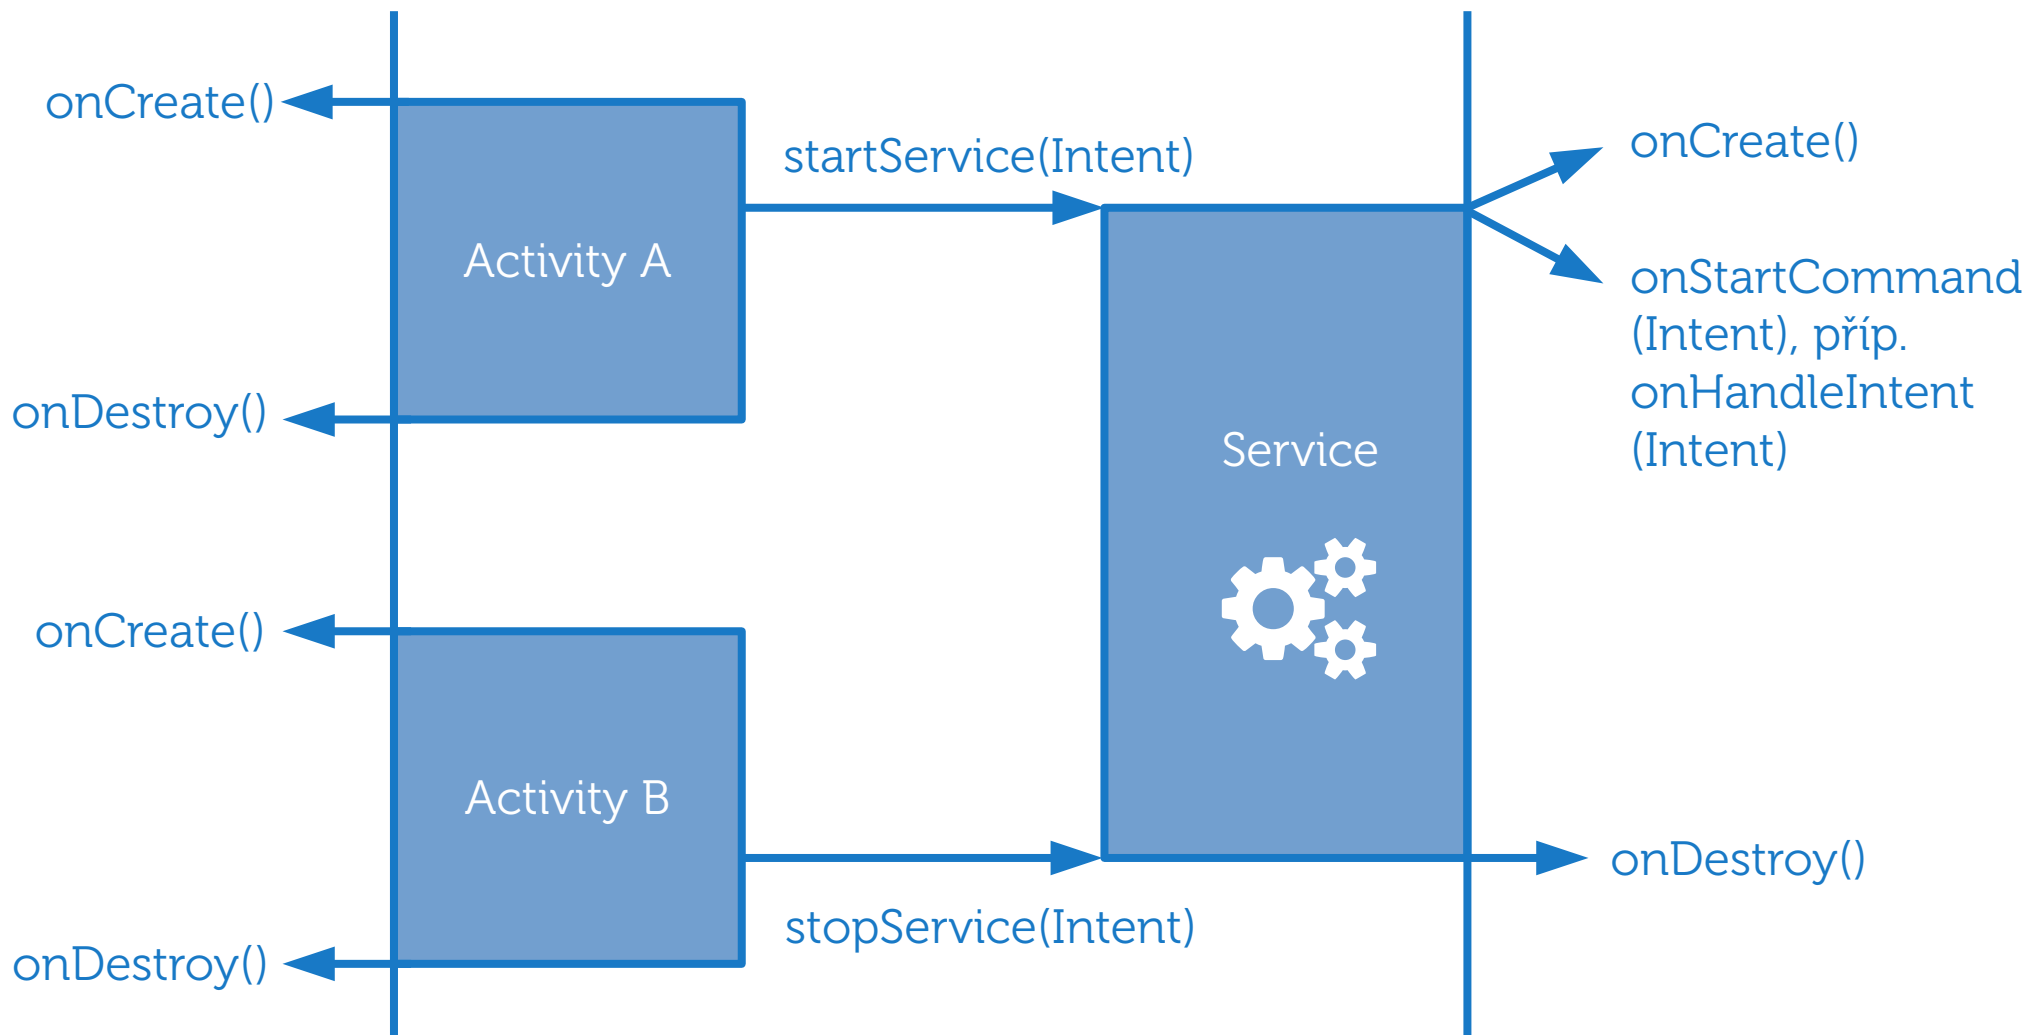 onCreate()
startService(Intent)
onCreate()
Activity A
onStartCommand
(Intent), příp.
onHandleIntent
(Intent)
onDestroy()
Service
onCreate()
Activity B
onDestroy()
stopService(Intent)
onDestroy()